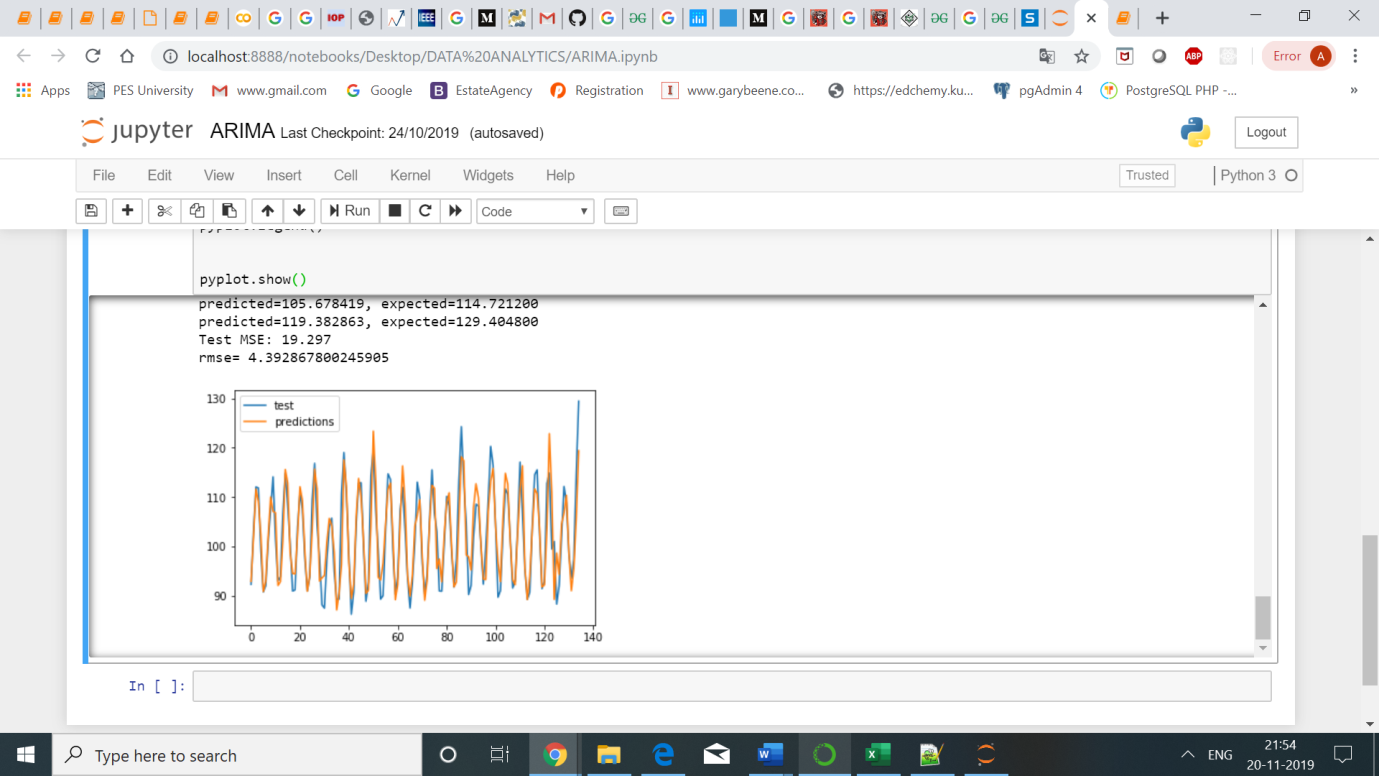 IOP
IEEE
M
M
S
localhost:8888/notebooks/Desktop/DATA%20ANALYTICS/ARIMA.ipynb
ABP
Error A
Apps PES University www.gmail.com Google B EstateAgency Registration I www.garybeene.co... https://edchemy.ku... pgAdmin 4 PostgreSQL PHP -... »
jupyter ARIMA Last Checkpoint: 24/10/2019 (autosaved)
Logout
File Edit View Insert Cell Kernel Widgets Help Trusted Python 3
Run Code
pyplot.legend()
pyplot.show()
predicted=105.678419, expected=114.721200
predicted=119.382863, expected=129.404800
Test MSE: 19.297
rmse= 4.392867800245905
test
predictions
130
120
110
100
90
0 20 40 60 80 100 120 140
In [ ]:
Type here to search
ENG
21:54
20-11-2019